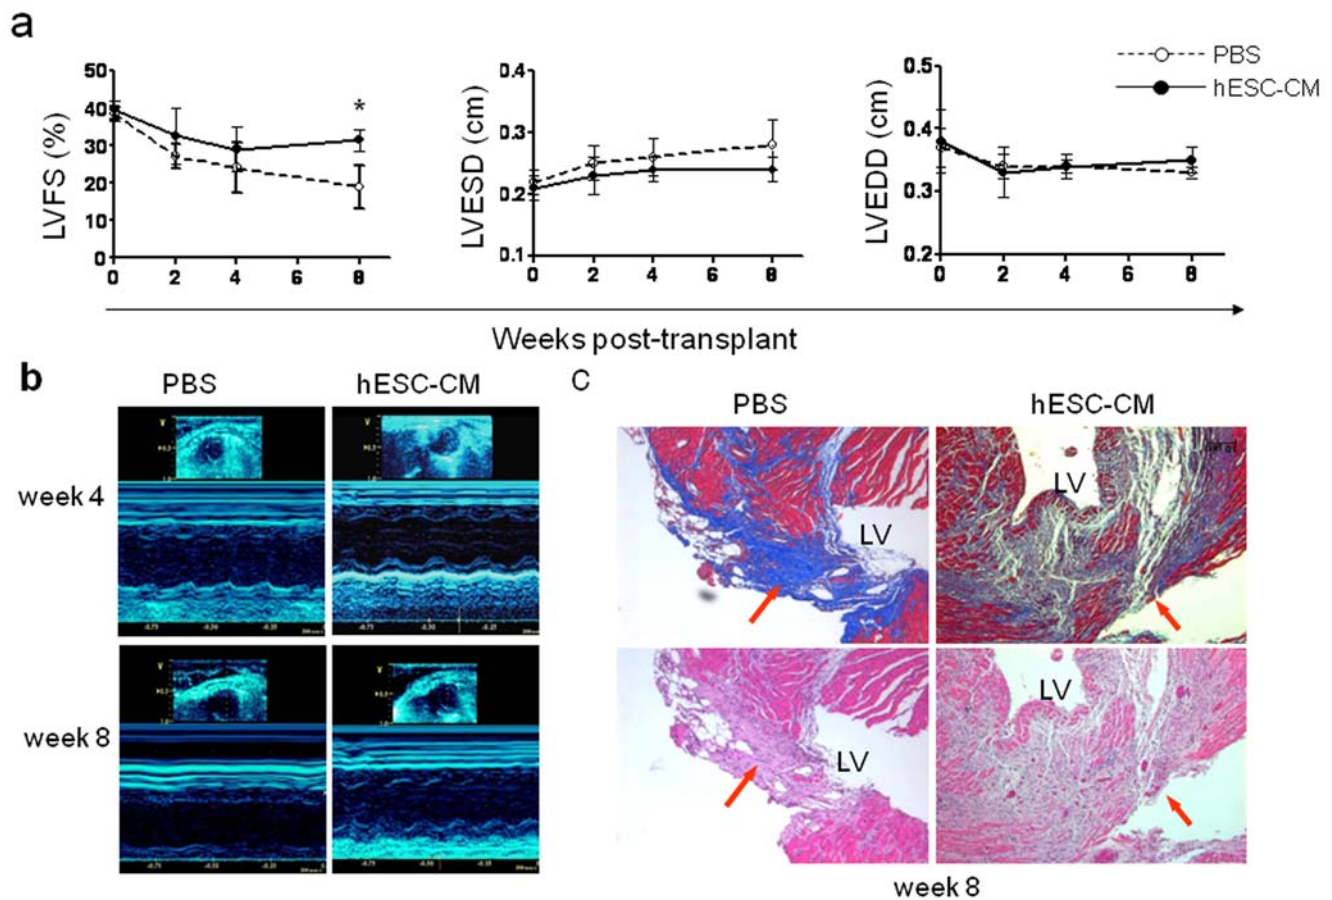 a
PBS
hESC-CM
LVFS (%)
50
40
30
20
10
0
*
0 2 4 6 8
LVESD (cm)
0.4
0.3
0.2
0.1
0 2 4 6 8
LVEDD (cm)
0.5
0.4
0.3
0.2
0 2 4 6 8
Weeks post-transplant
b
PBS hESC-CM
week 4
week 8
C
PBS hESC-CM
LV
LV
LV
LV
week 8